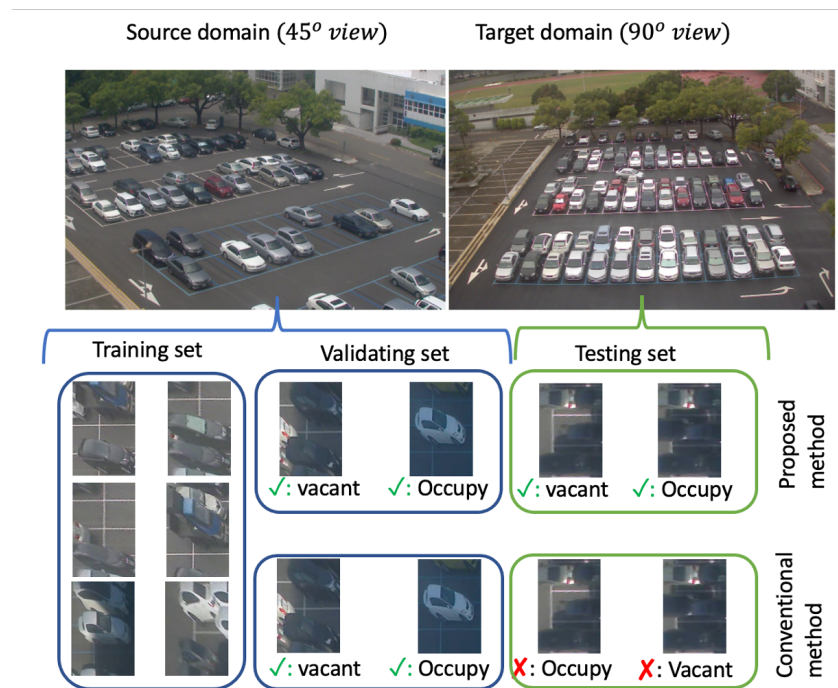 Source domain (45° view)
Target domain (90° view)
Training set
Validating set
Testing set
✓: vacant
✓: Occupy
✓: vacant
✓: Occupy
Proposed method
✓: vacant
✓: Occupy
✗: Occupy
✗: Vacant
Conventional method